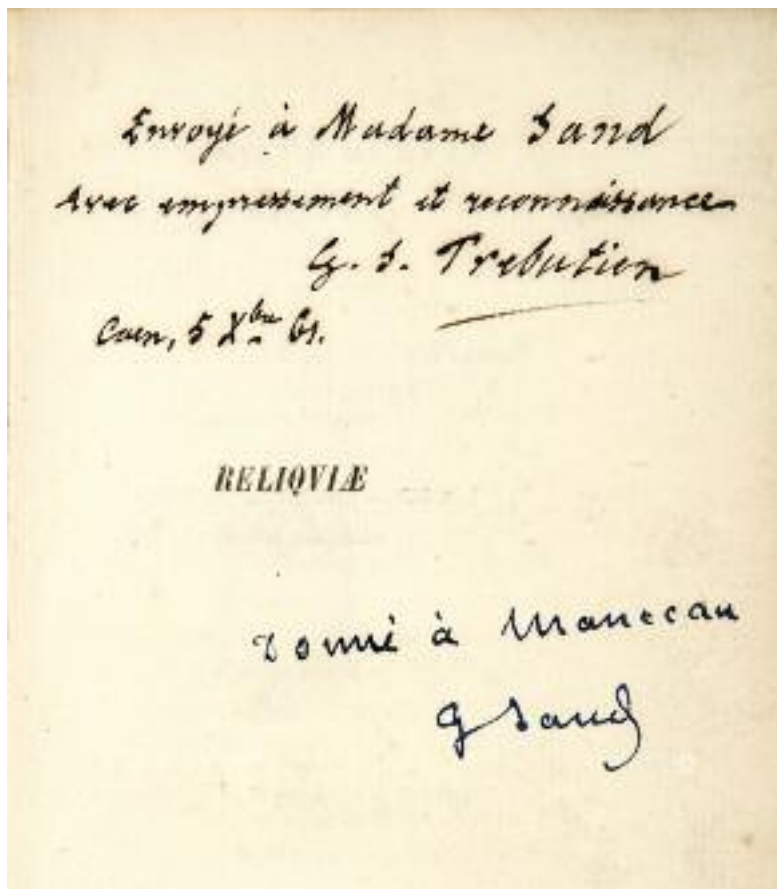 Envoyé à Madame Sand
Avec empressement et reconnaissance
G. S. Trebutien
Caen, 5 Xbre 61.
RELIQVIÆ
Donné à Manceau
G Sand